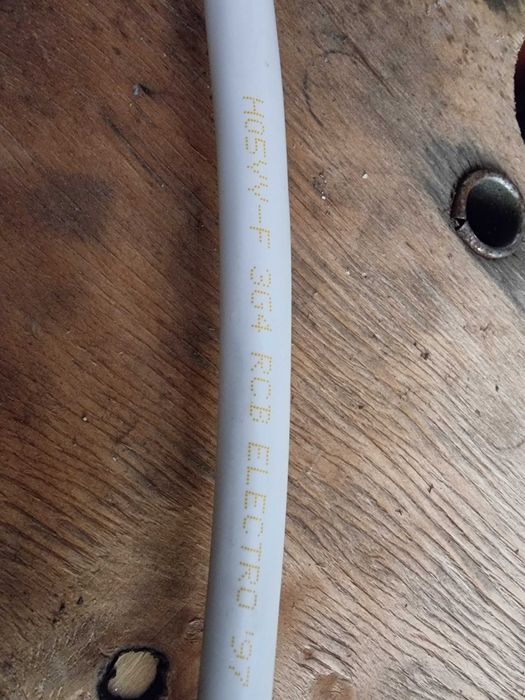 H05VV-F 3G4 RCB ELECTRO '97